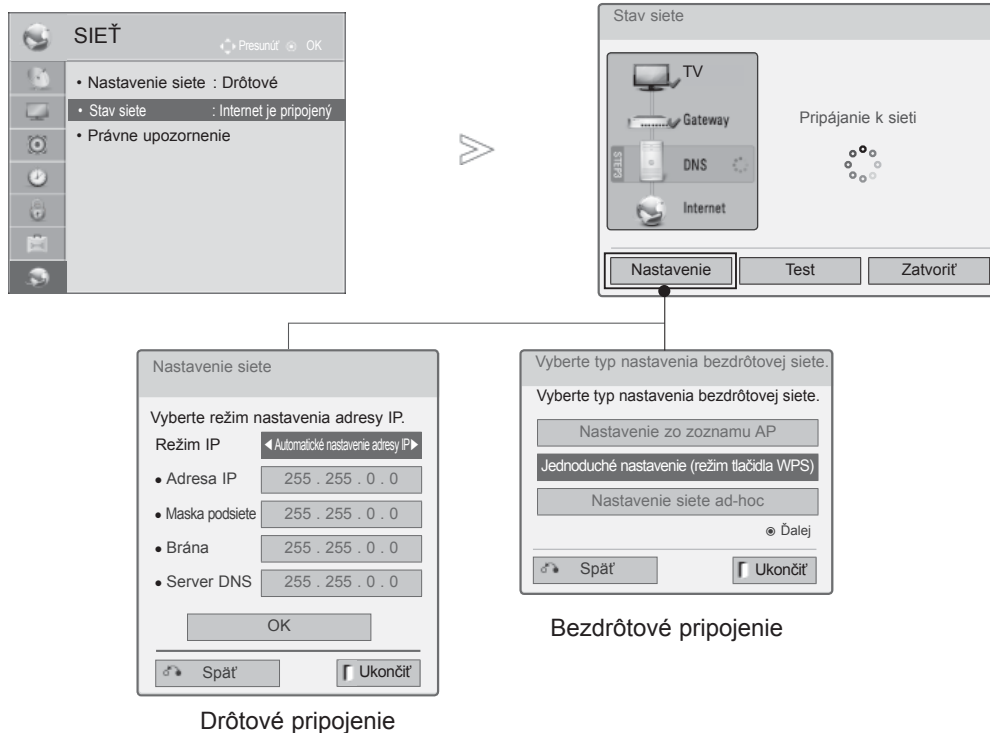 SIEŤ
Presunúť OK
• Nastavenie siete : Drôtové
• Stav siete : Internet je pripojený
• Právne upozornenie
Stav siete
TV
Gateway
STEP3
DNS
Internet
Pripájanie k sieti
Nastavenie
Test
Zatvoriť
Nastavenie siete
Vyberte režim nastavenia adresy IP.
Režim IP ◀ Automatické nastavenie adresy IP ▶
• Adresa IP 255 . 255 . 0 . 0
• Maska podsiete 255 . 255 . 0 . 0
• Brána 255 . 255 . 0 . 0
• Server DNS 255 . 255 . 0 . 0
OK
Späť
Ukončiť
Drôtové pripojenie
Vyberte typ nastavenia bezdrôtovej siete.
Vyberte typ nastavenia bezdrôtovej siete.
Nastavenie zo zoznamu AP
Jednoduché nastavenie (režim tlačidla WPS)
Nastavenie siete ad-hoc
Ďalej
Späť
Ukončiť
Bezdrôtové pripojenie